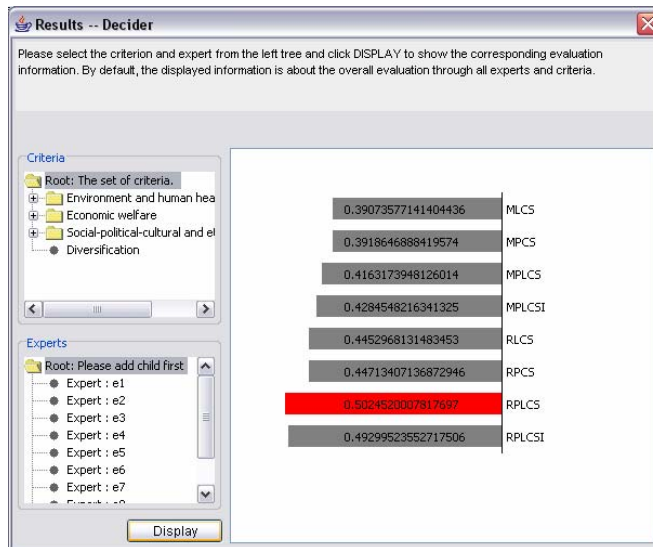 Results -- Decider
Please select the criterion and expert from the left tree and click DISPLAY to show the corresponding evaluation
information. By default, the displayed information is about the overall evaluation through all experts and criteria.
Criteria
Root: The set of criteria.
Environment and human hea
Economic welfare
Social-political-cultural and et
Diversification
Experts
Root: Please add child first
Expert : e1
Expert : e2
Expert : e3
Expert : e4
Expert : e5
Expert : e6
Expert : e7
Display
0.39073577141404436 MLCS
0.3918646888419574 MPCS
0.4163173948126014 MPLCS
0.4284548216341325 MPLCSI
0.4452968131483453 RLCS
0.44713407136872946 RPCS
0.5024520007817697 RPLCS
0.49299523552717506 RPLCSI